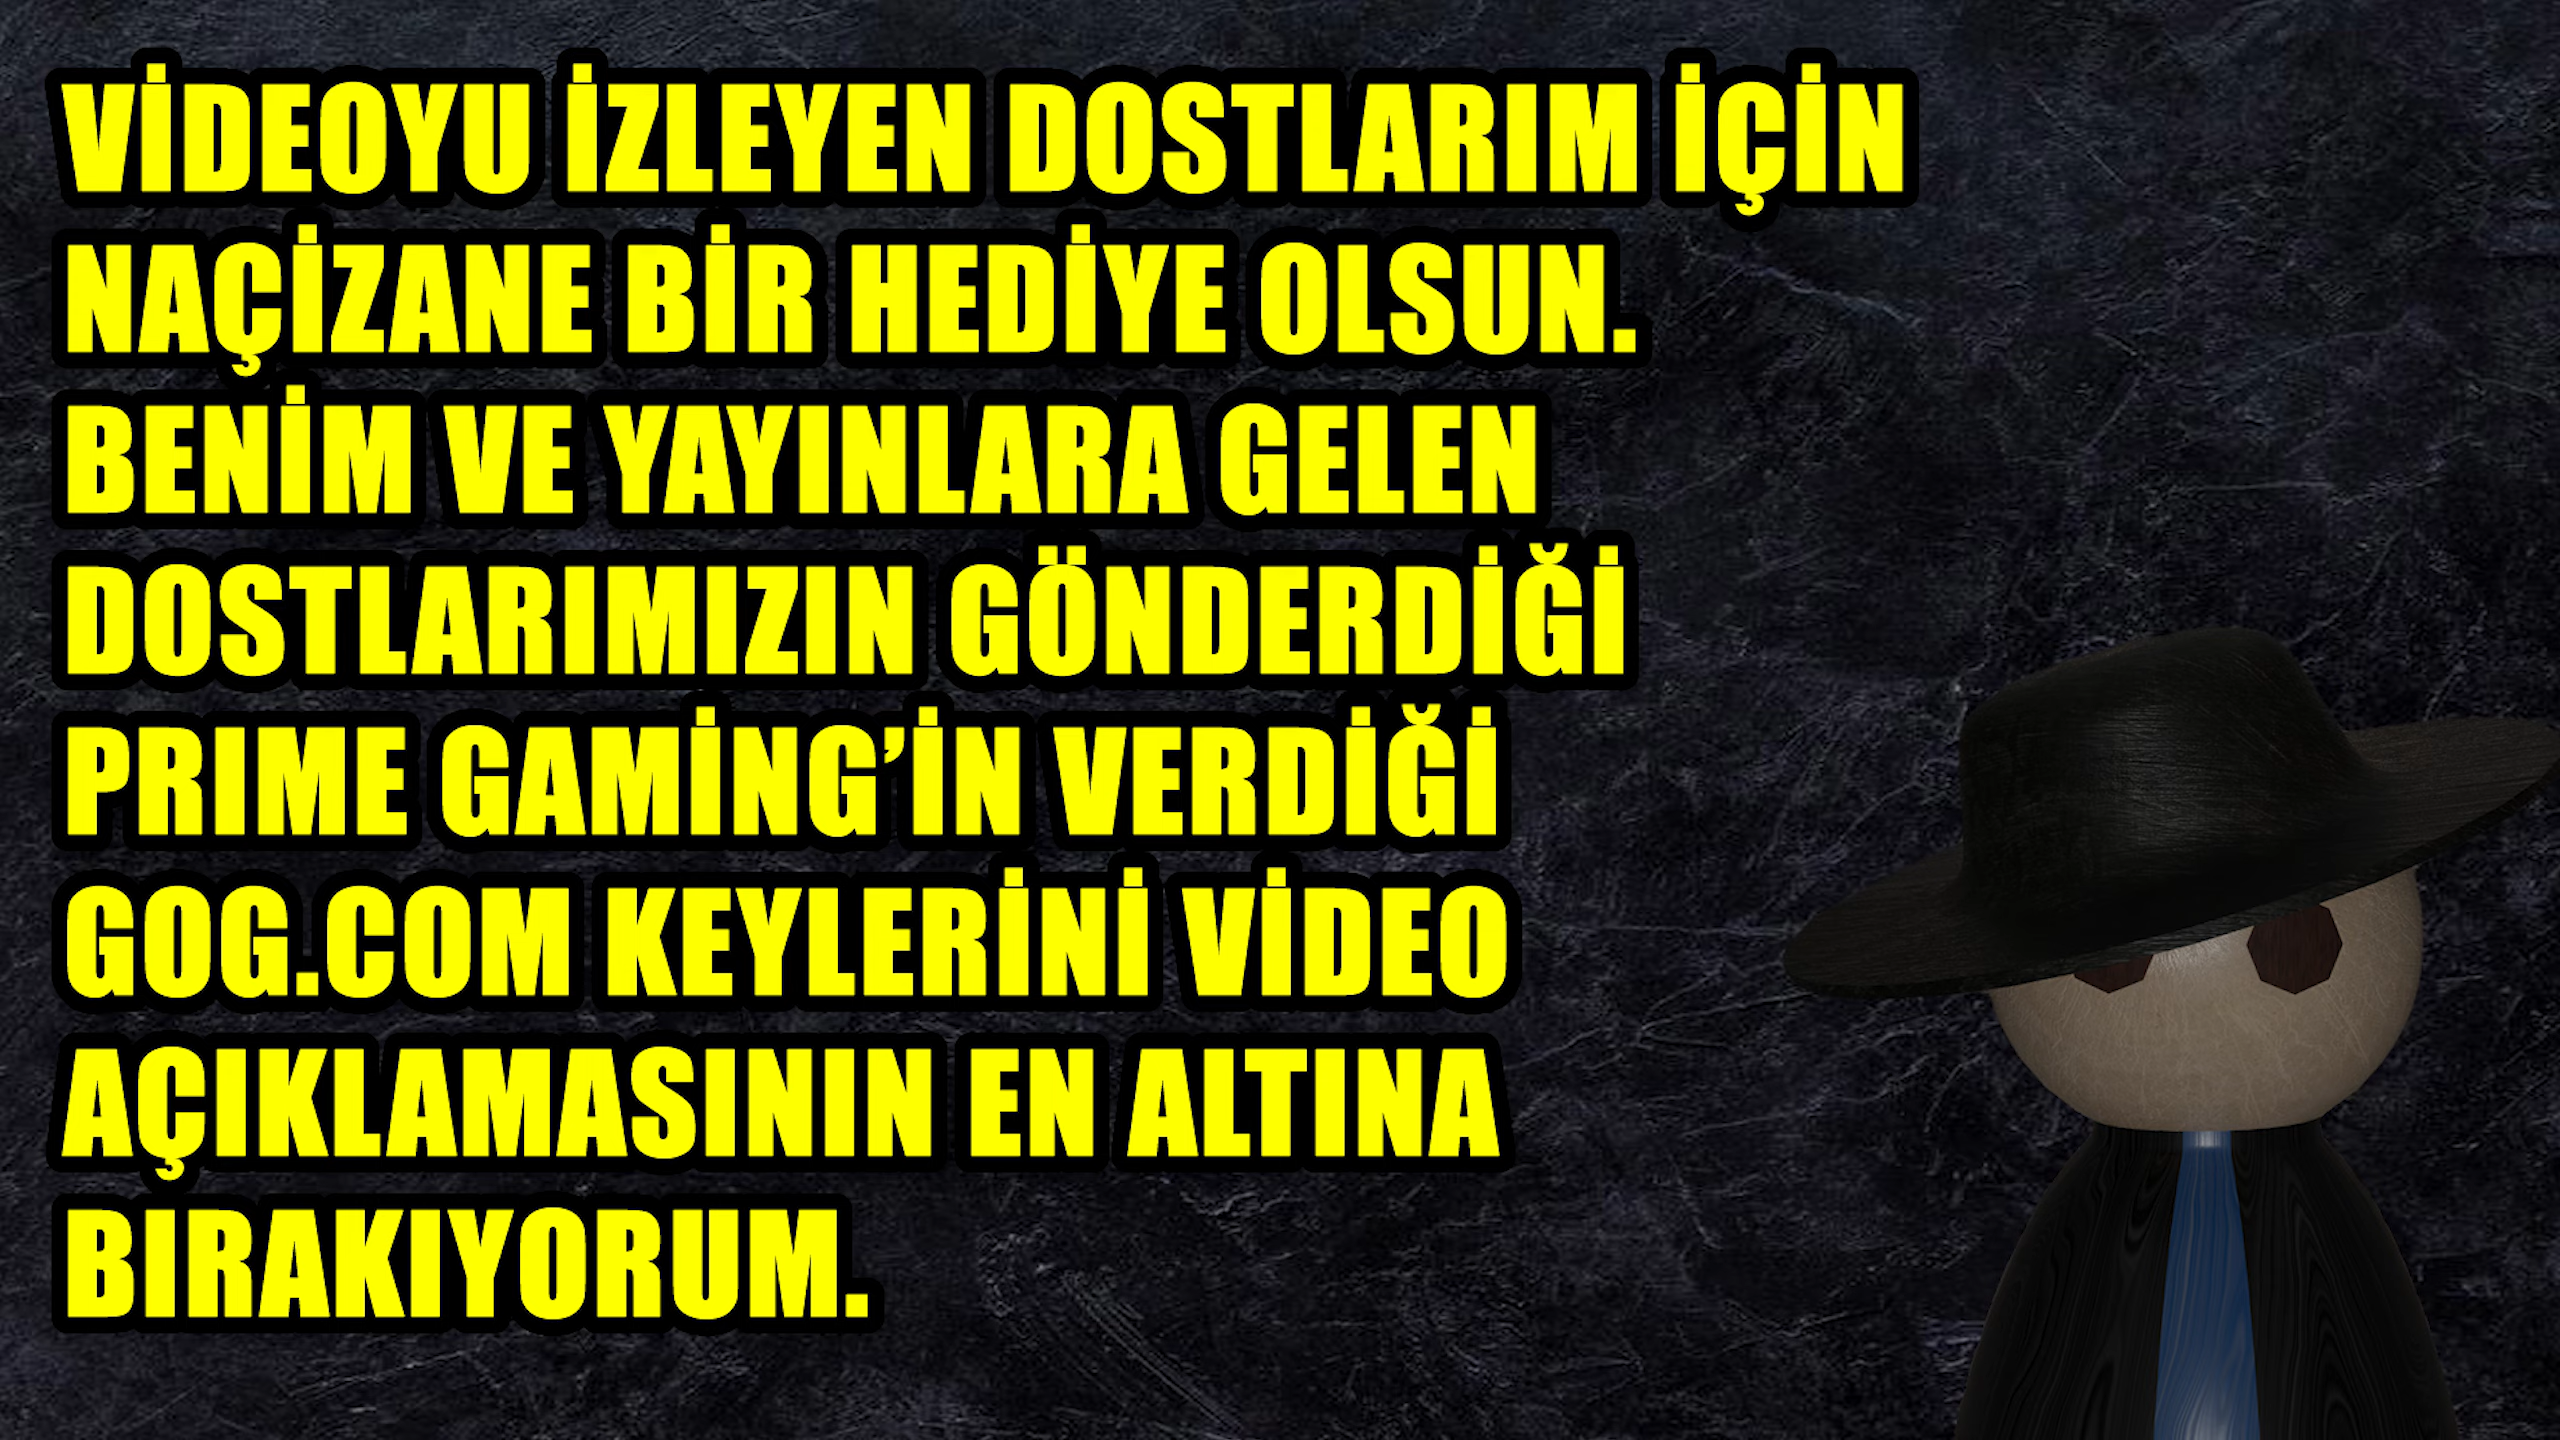 VİDEOYU İZLEYEN DOSTLARIM İÇİN
NAÇİZANE BİR HEDİYE OLSUN.
BENİM VE YAYINLARA GELEN
DOSTLARIMIZIN GÖNDERDİĞİ
PRIME GAMİNG’İN VERDİĞİ
GOG.COM KEYLERİNİ VİDEO
AÇIKLAMASININ EN ALTINA
BIRAKIYORUM.